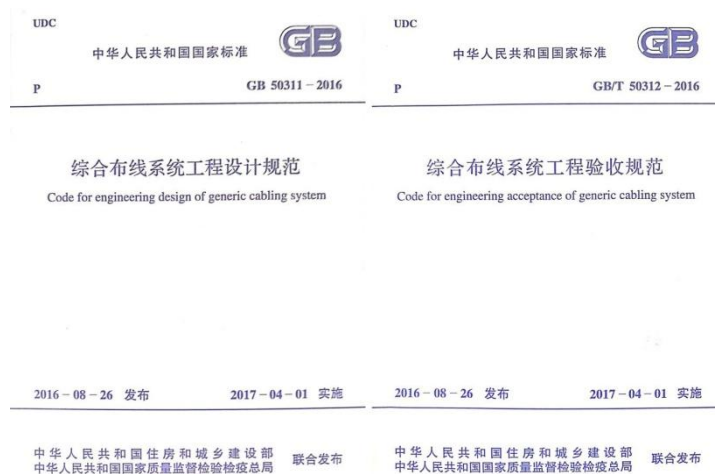 UDC
中华人民共和国国家标准
GB
P
GB 50311－2016
综合布线系统工程设计规范
Code for engineering design of generic cabling system
2016－08－26 发布
2017－04－01 实施
中华人民共和国住房和城乡建设部
中华人民共和国国家质量监督检验检疫总局
联合发布
UDC
中华人民共和国国家标准
GB
P
GB/T 50312－2016
综合布线系统工程验收规范
Code for engineering acceptance of generic cabling system
2016－08－26 发布
2017－04－01 实施
中华人民共和国住房和城乡建设部
中华人民共和国国家质量监督检验检疫总局
联合发布